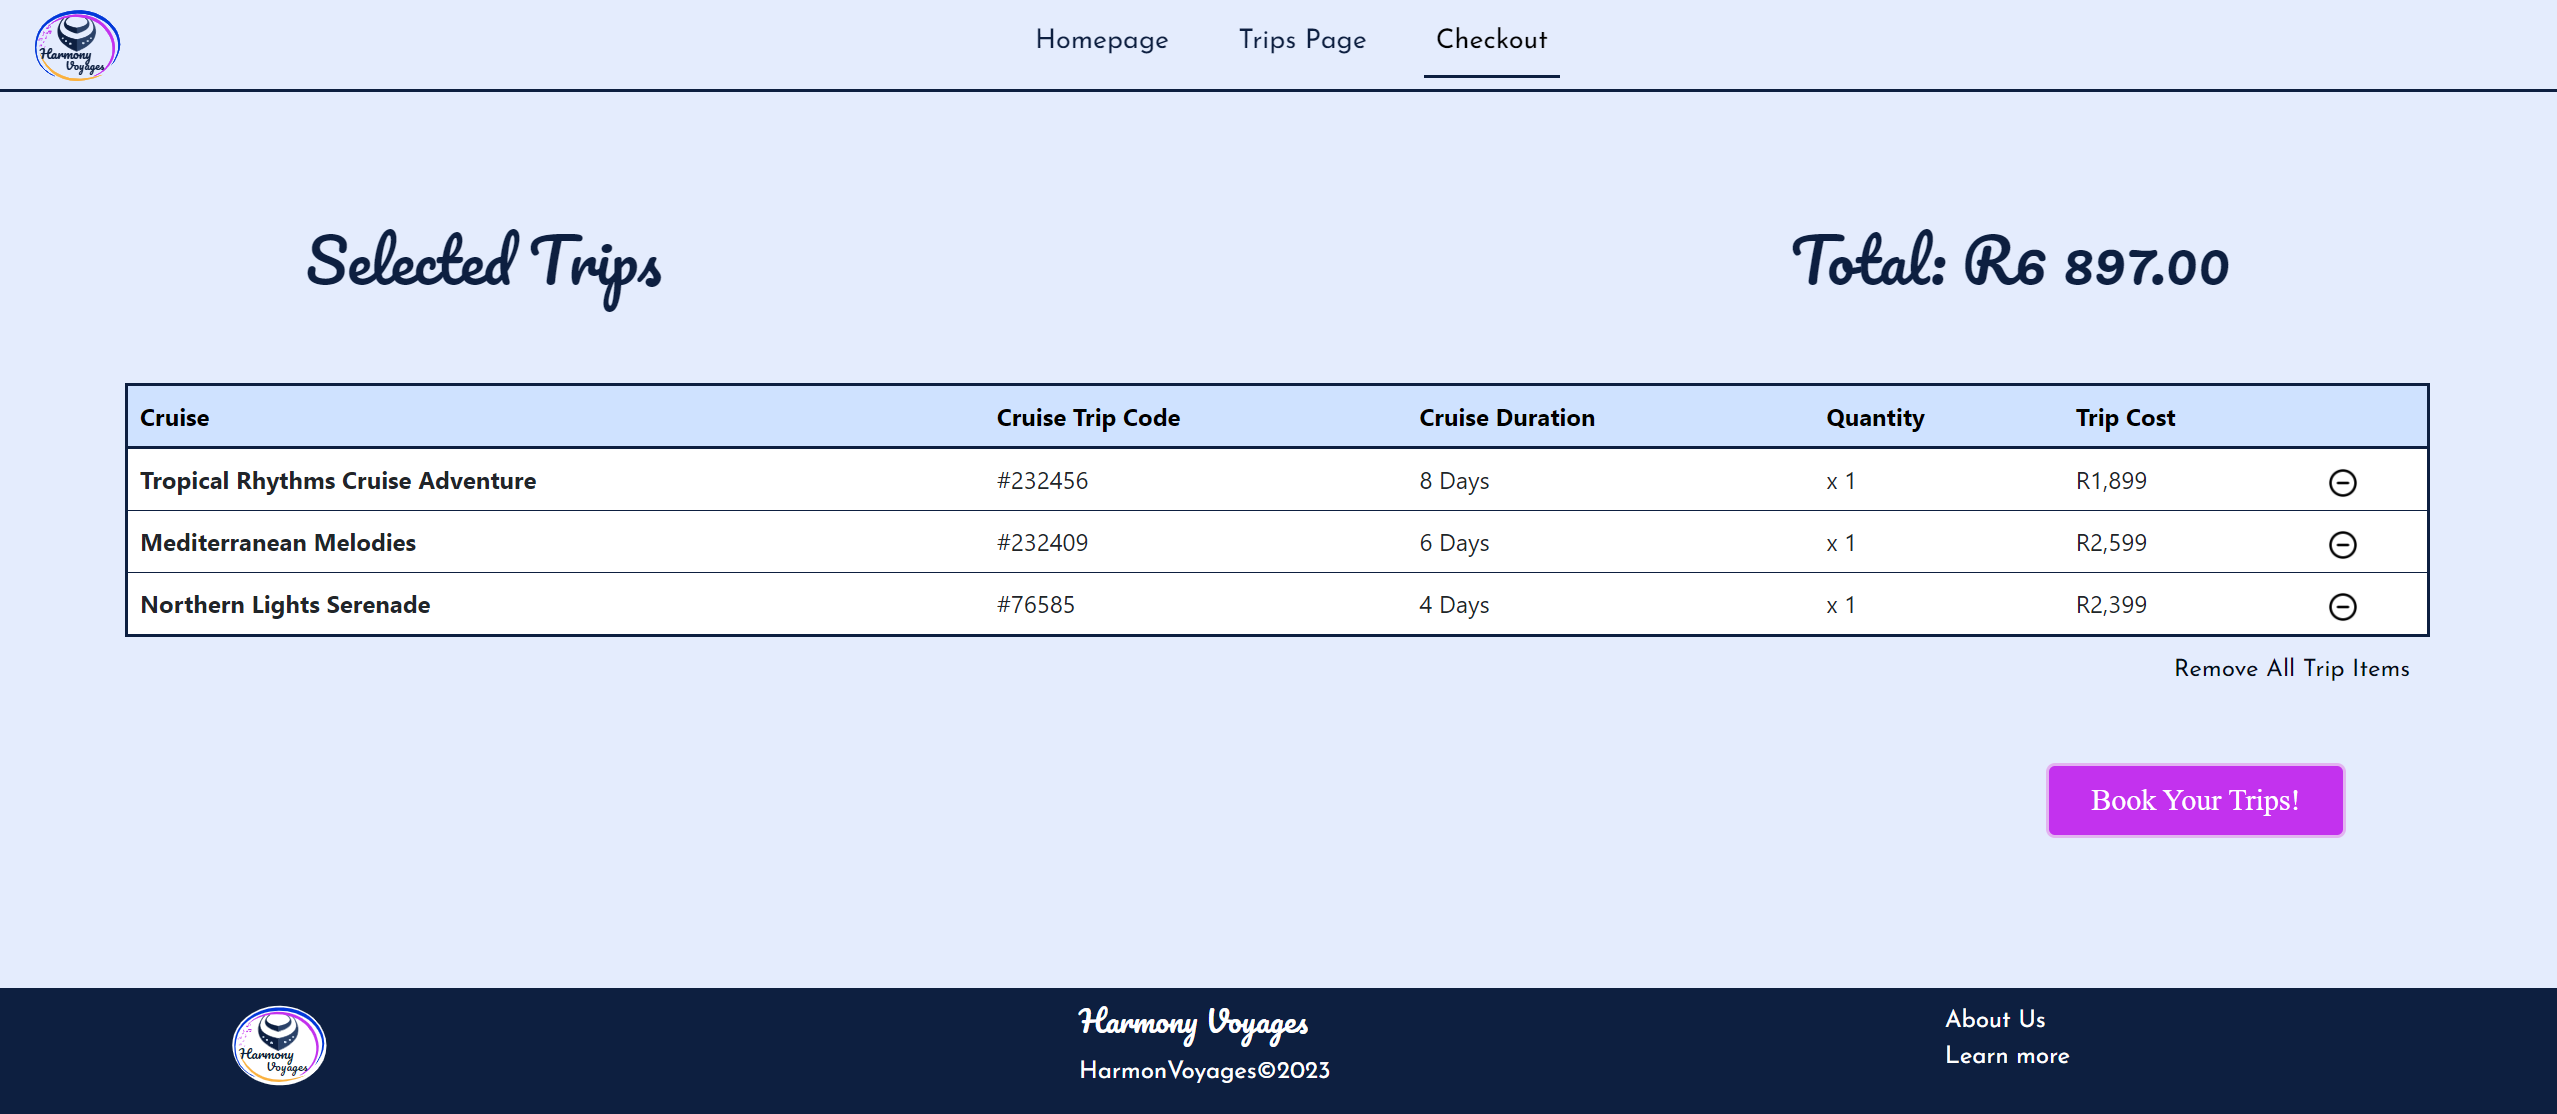 Harmony
Voyages
Homepage Trips Page Checkout
Selected Trips Total: R6 897.00
Cruise Cruise Trip Code Cruise Duration Quantity Trip Cost
Tropical Rhythms Cruise Adventure #232456 8 Days x 1 R1,899
Mediterranean Melodies #232409 6 Days x 1 R2,599
Northern Lights Serenade #76585 4 Days x 1 R2,399
Remove All Trip Items
Book Your Trips!
Harmony
Voyages
Harmony Voyages
HarmonVoyages©2023
About Us
Learn more